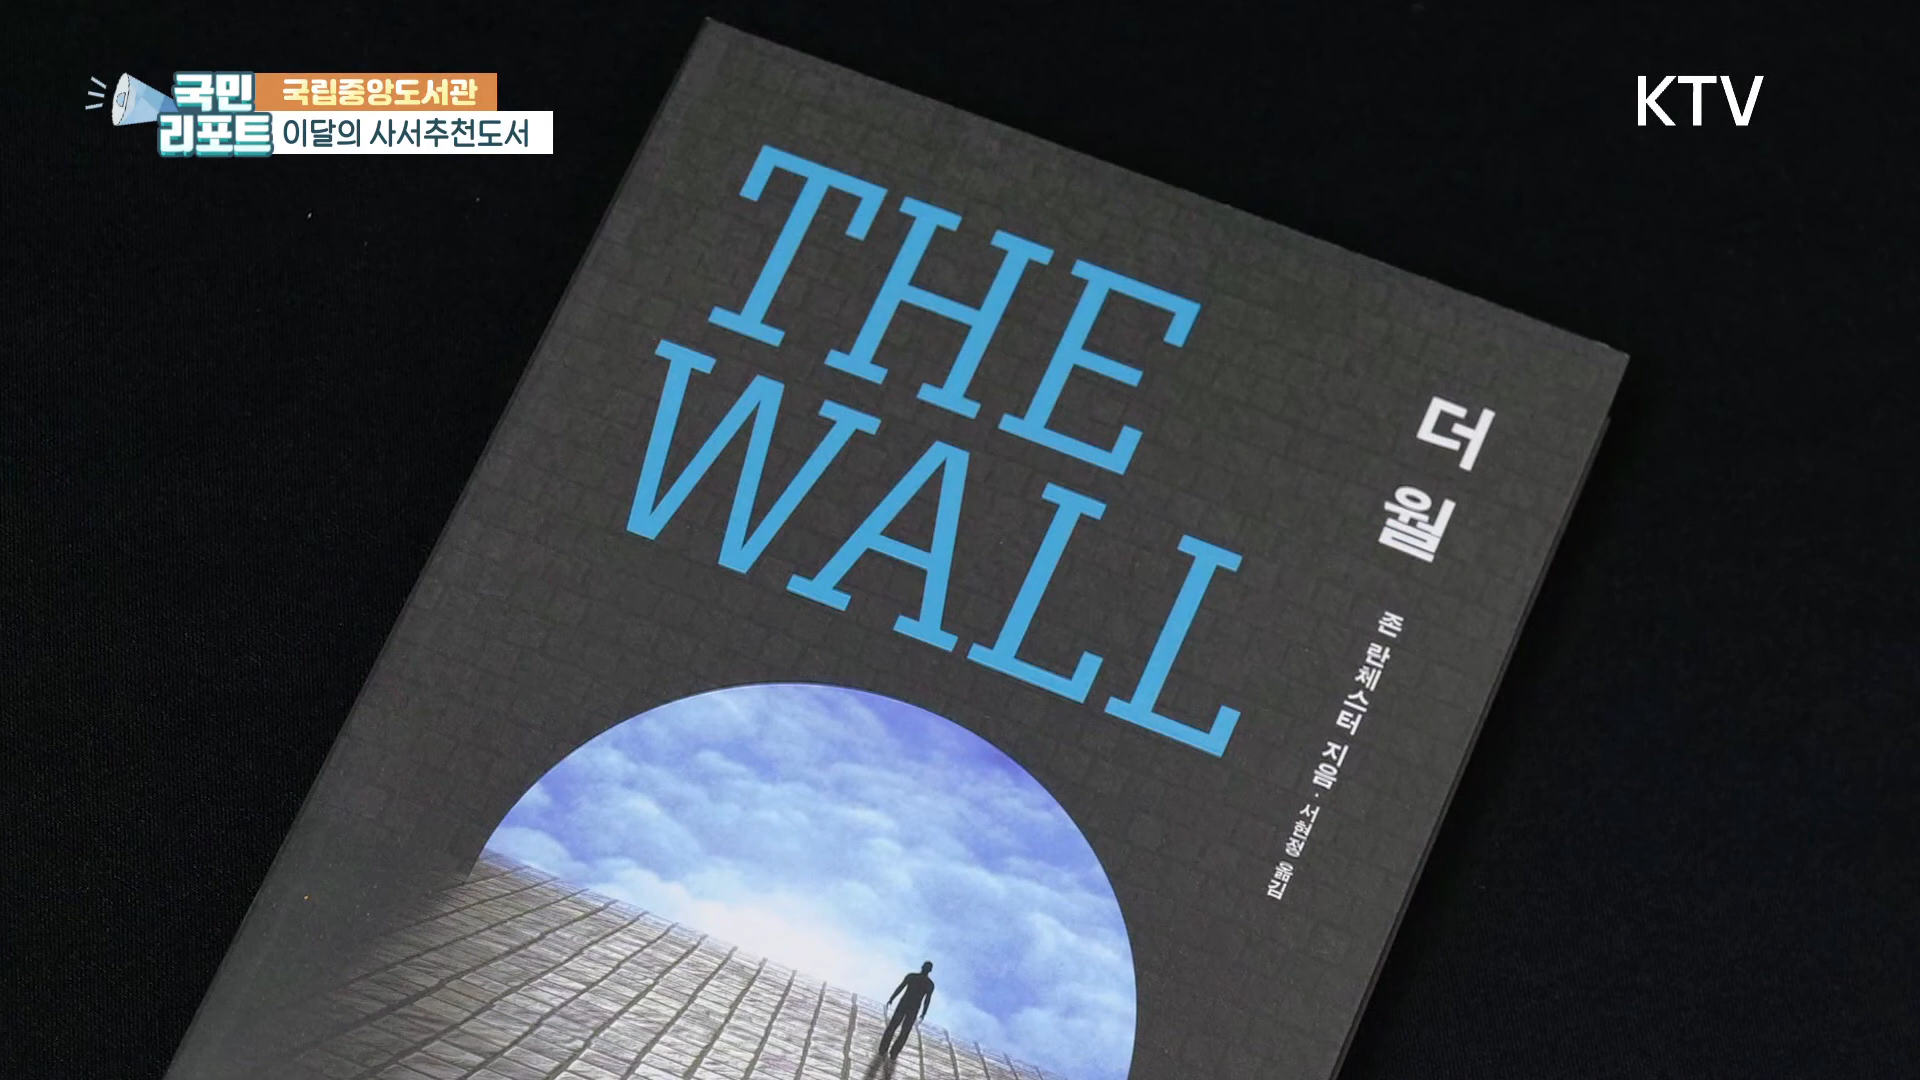 국민
리포트
국립중앙도서관
이달의 사서추천도서
KTV
THE
WALL
더 월
존 란체스터 지음 · 서현정 옮김